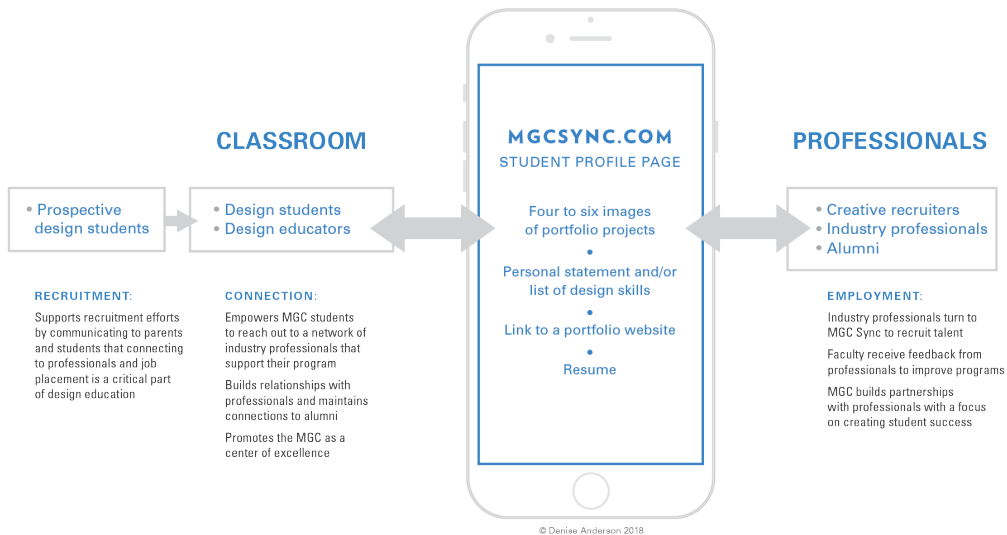 CLASSROOM
• Prospective
design students
• Design students
• Design educators
RECRUITMENT:
Supports recruitment efforts
by communicating to parents
and students that connecting
to professionals and job
placement is a critical part
of design education
CONNECTION:
Empowers MGC students
to reach out to a network of
industry professionals that
support their program
Builds relationships with
professionals and maintains
connections to alumni
Promotes the MGC as a
center of excellence
MGCSYNC.COM
STUDENT PROFILE PAGE
Four to six images
of portfolio projects
•
Personal statement and/or
list of design skills
•
Link to a portfolio website
•
Resume
PROFESSIONALS
• Creative recruiters
• Industry professionals
• Alumni
EMPLOYMENT:
Industry professionals turn to
MGC Sync to recruit talent
Faculty receive feedback from
professionals to improve programs
MGC builds partnerships
with professionals with a focus
on creating student success
© Denise Anderson 2018